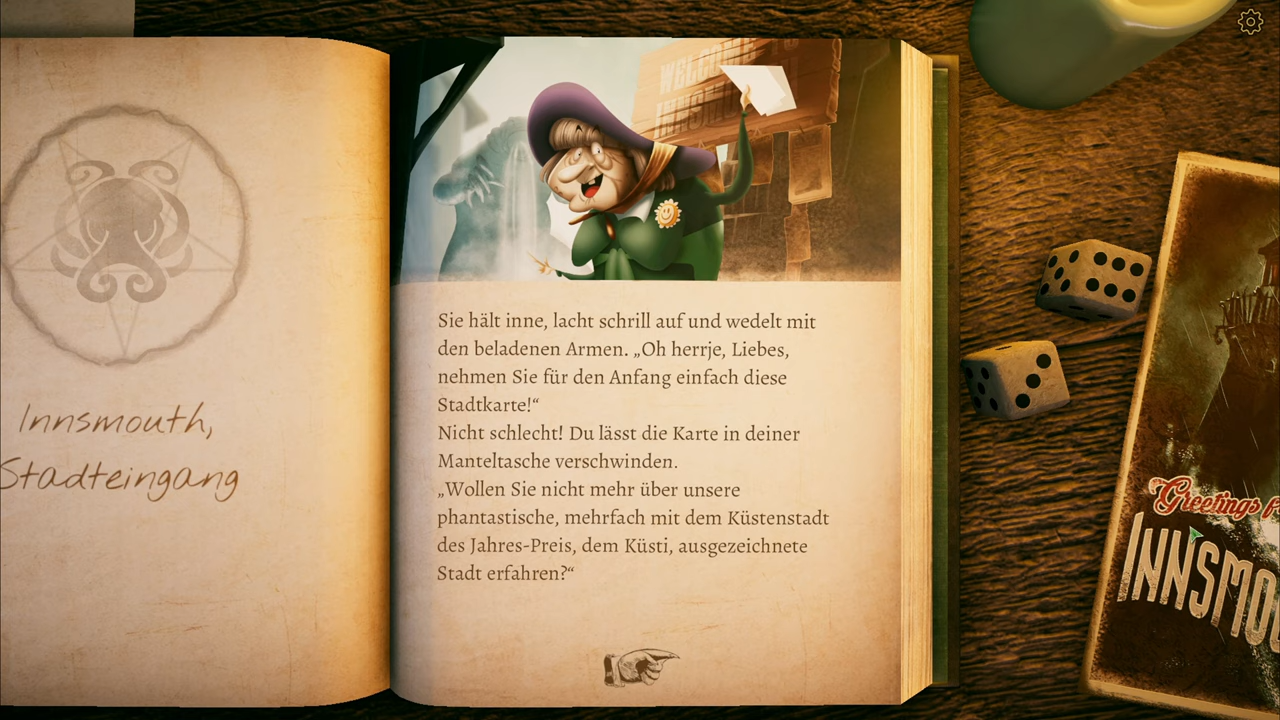 Innsmouth,
Stadteingang
WELCOME
Sie hält inne, lacht schrill auf und wedelt mit
den beladenen Armen. „Oh herrje, Liebes,
nehmen Sie für den Anfang einfach diese
Stadtkarte!“
Nicht schlecht! Du lässt die Karte in deiner
Manteltasche verschwinden.
„Wollen Sie nicht mehr über unsere
phantastische, mehrfach mit dem Küstenstadt
des Jahres-Preis, dem Küsti, ausgezeichnete
Stadt erfahren?“
Greetings f
INNSMO